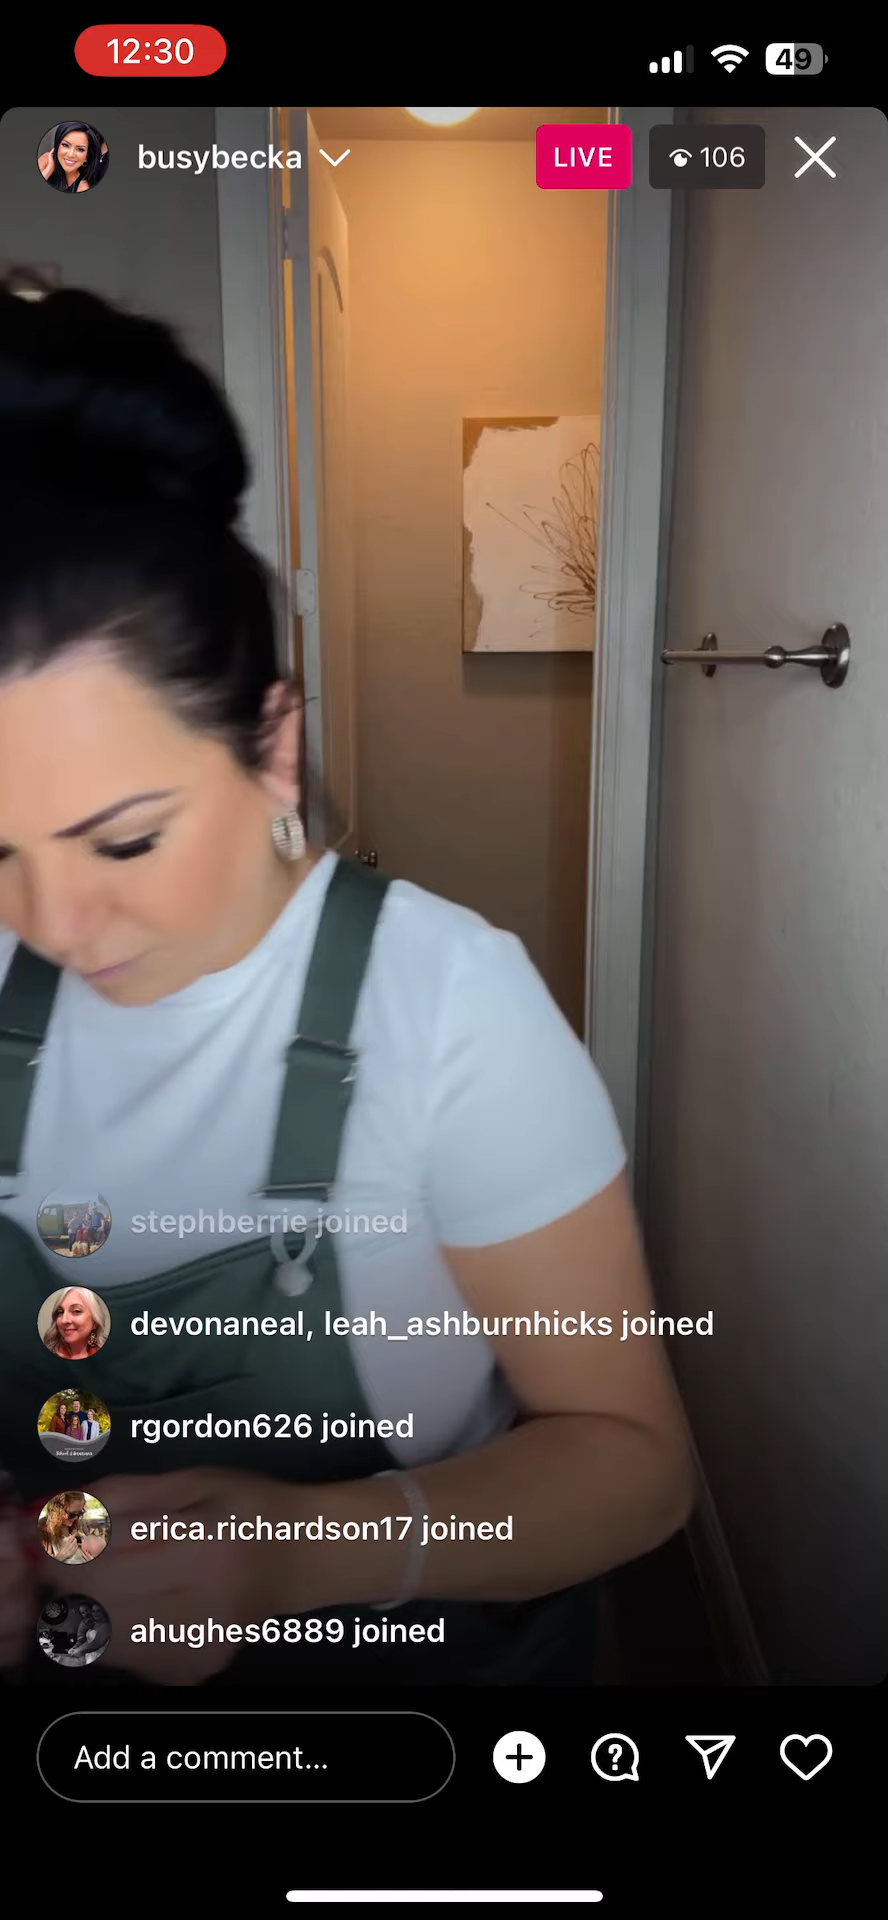 12:30
49
busybecka
LIVE
106
stephberrie joined
devonaneal, leah_ashburnhicks joined
rgordon626 joined
erica.richardson17 joined
ahughes6889 joined
Add a comment...